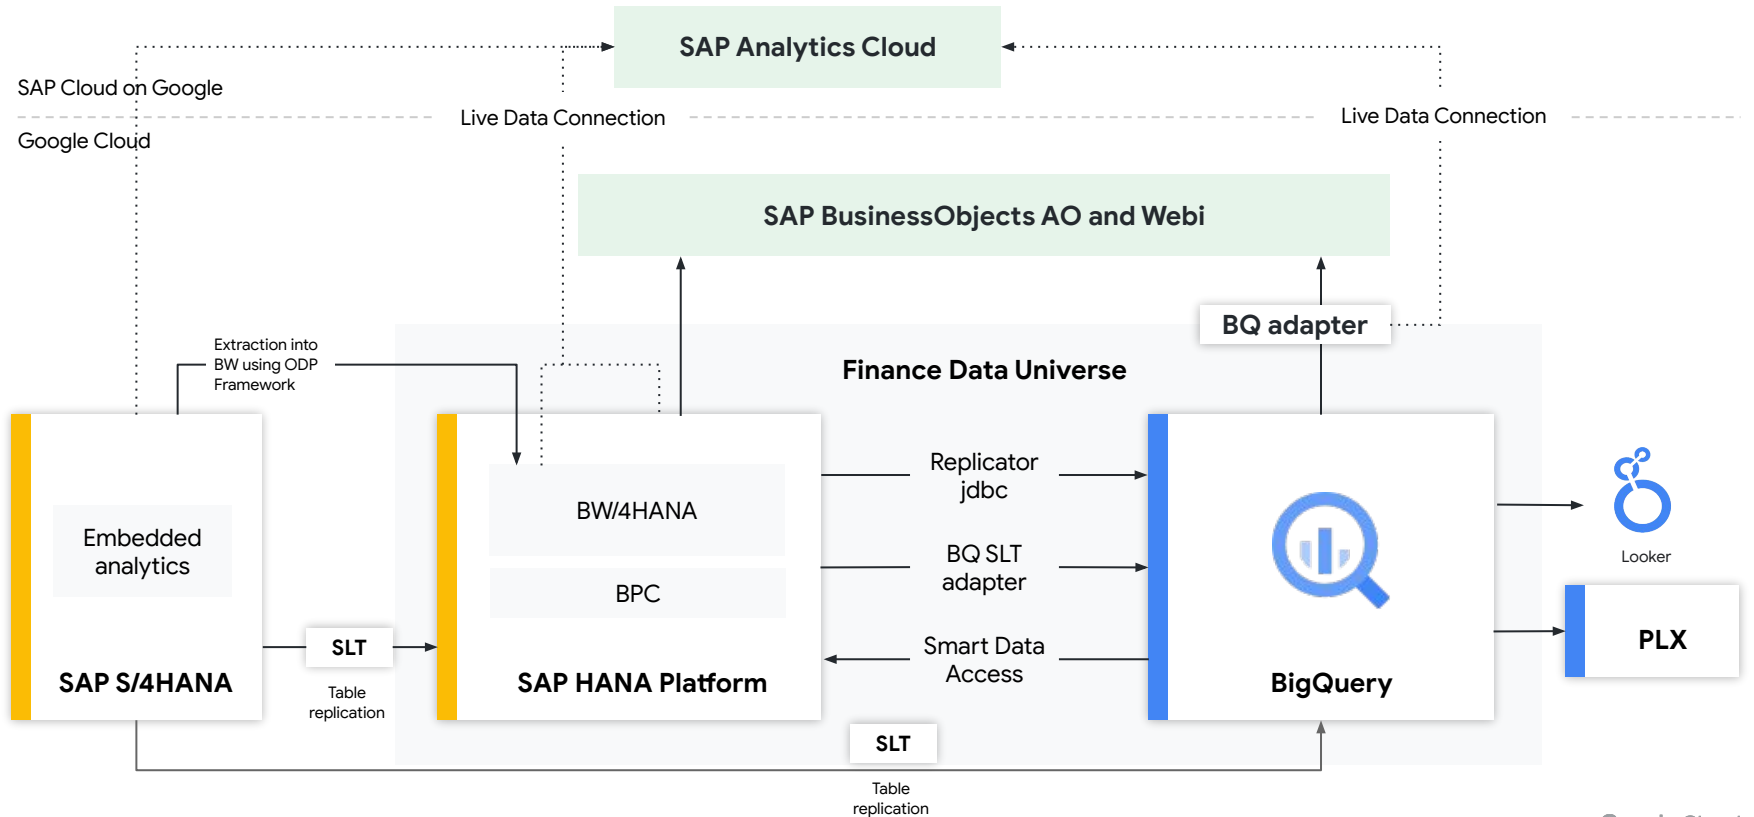 SAP Analytics Cloud
SAP Cloud on Google
Live Data Connection
Live Data Connection
Google Cloud
SAP BusinessObjects AO and Webi
BQ adapter
Extraction into
BW using ODP
Framework
Finance Data Universe
Replicator
jdbc
BW/4HANA
Embedded
analytics
BQ SLT
adapter
Looker
BPC
SLT
Smart Data
Access
PLX
SAP S/4HANA
SAP HANA Platform
BigQuery
Table
replication
SLT
Table
replication